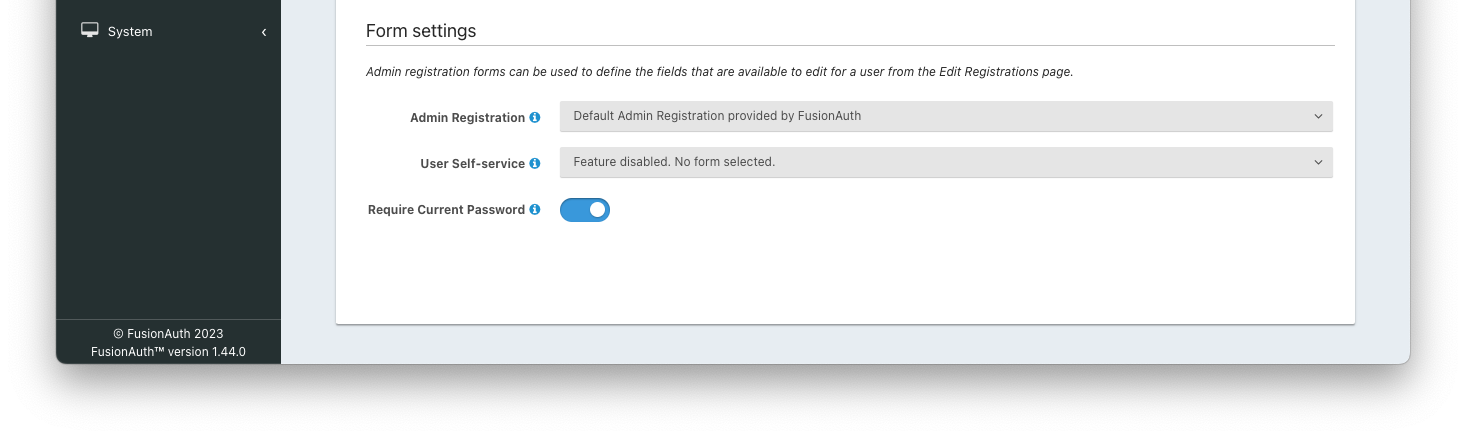 System
Form settings
Admin registration forms can be used to define the fields that are available to edit for a user from the Edit Registrations page.
Admin Registration
Default Admin Registration provided by FusionAuth
User Self-service
Feature disabled. No form selected.
Require Current Password
© FusionAuth 2023
FusionAuth™ version 1.44.0